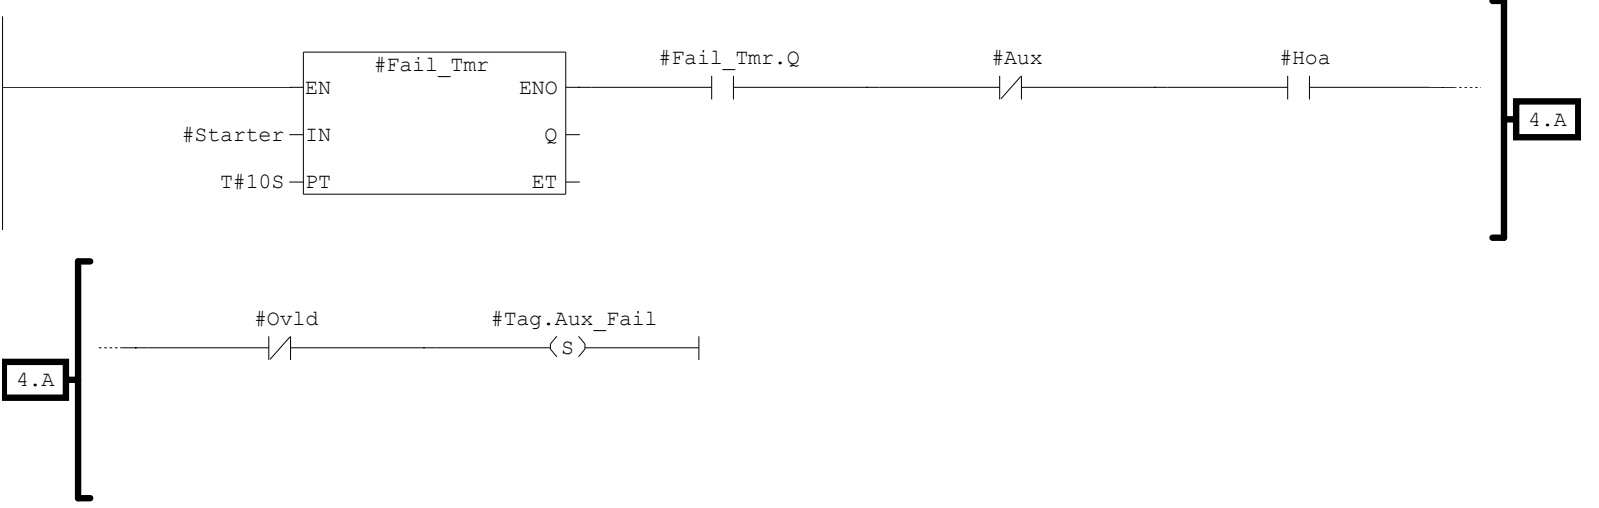 #Fail_Tmr
EN ENO
#Starter IN Q
T#10S PT ET
#Fail_Tmr.Q
#Aux
#Hoa
4.A
4.A
#Ovld
#Tag.Aux_Fail
S